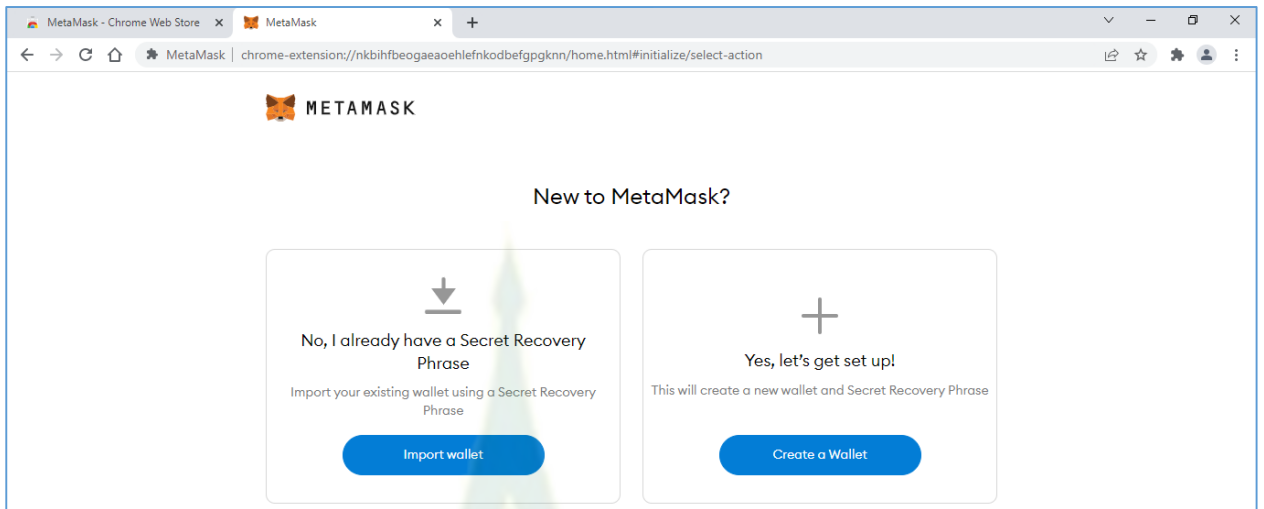 MetaMask - Chrome Web Store
MetaMask
MetaMask
chrome-extension://nkbihfbeogaeaoehlefnkodbefgpgknn/home.html#initialize/select-action
METAMASK
New to MetaMask?
No, I already have a Secret Recovery
Phrase
Import your existing wallet using a Secret Recovery
Phrase
Import wallet
Yes, let's get set up!
This will create a new wallet and Secret Recovery Phrase
Create a Wallet